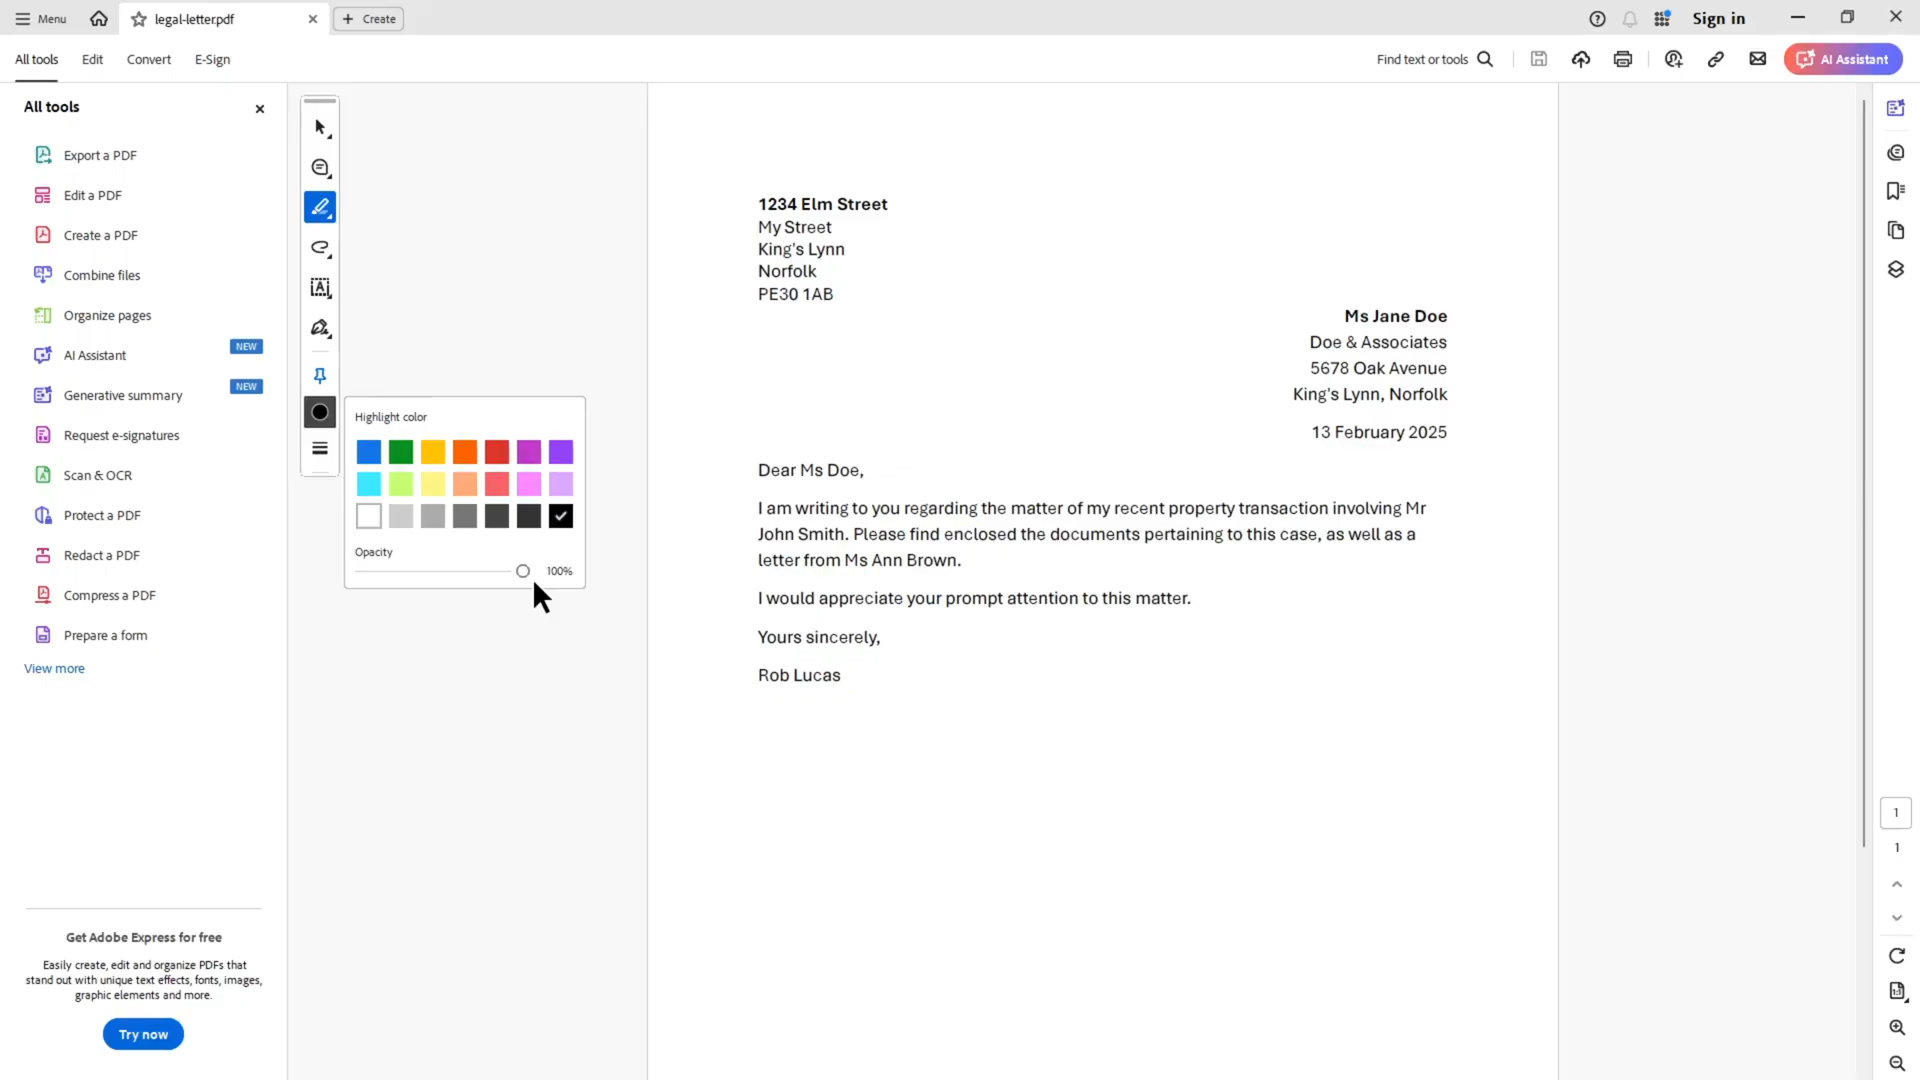 Menu
legal-letter.pdf
Create
Sign in
All tools
Edit
Convert
E-Sign
Find text or tools
AI Assistant
All tools
Export a PDF
Edit a PDF
Create a PDF
Combine files
Organize pages
AI Assistant
NEW
Generative summary
NEW
Request e-signatures
Scan & OCR
Protect a PDF
Redact a PDF
Compress a PDF
Prepare a form
View more
Get Adobe Express for free
Easily create, edit and organize PDFs that
stand out with unique text effects, fonts, images,
graphic elements and more.
Try now
Highlight color
Opacity
100%
1234 Elm Street
My Street
King's Lynn
Norfolk
PE30 1AB
Ms Jane Doe
Doe & Associates
5678 Oak Avenue
King's Lynn, Norfolk
13 February 2025
Dear Ms Doe,
I am writing to you regarding the matter of my recent property transaction involving Mr
John Smith. Please find enclosed the documents pertaining to this case, as well as a
letter from Ms Ann Brown.
I would appreciate your prompt attention to this matter.
Yours sincerely,
Rob Lucas
1
1